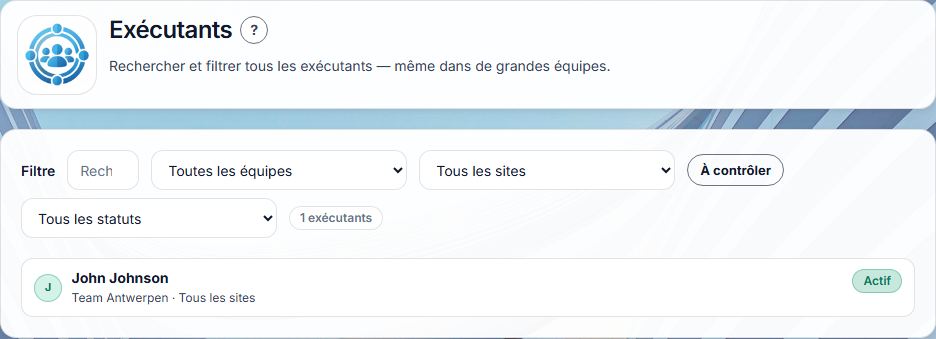 Exécutants ?
Rechercher et filtrer tous les exécutants — même dans de grandes équipes.
Filtre Rech Toutes les équipes Tous les sites À contrôler
Tous les statuts 1 exécutants
J John Johnson Actif
Team Antwerpen · Tous les sites